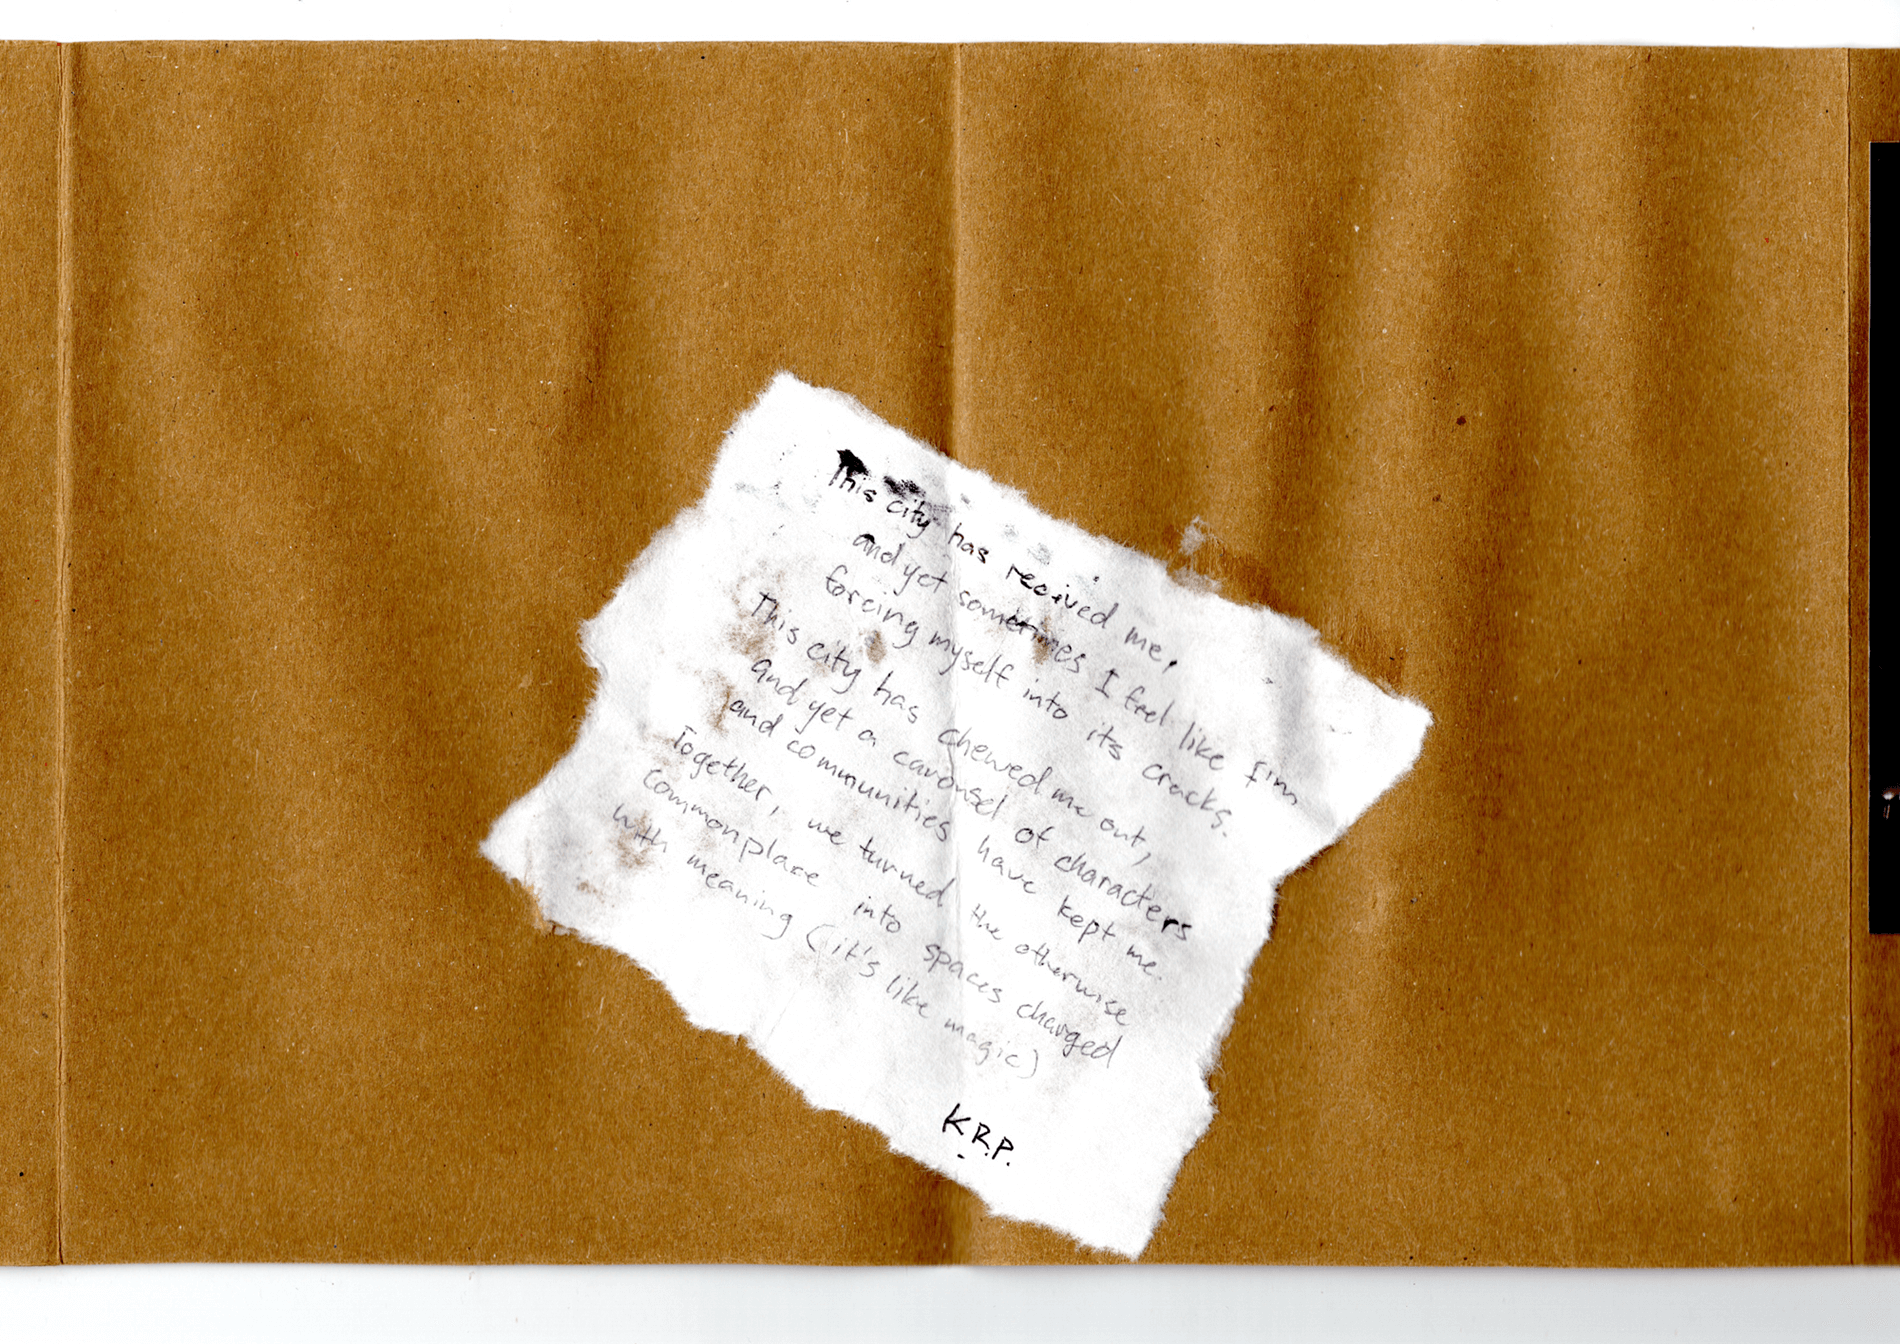 This city has received me,
and yet sometimes I feel like I'm
forcing myself into its cracks.
This city has chewed me out,
and yet a carousel of characters
and communities have kept me.
Together, we turned the otherwise
commonplace into spaces charged
with meaning (it's like magic)
K.R.P.